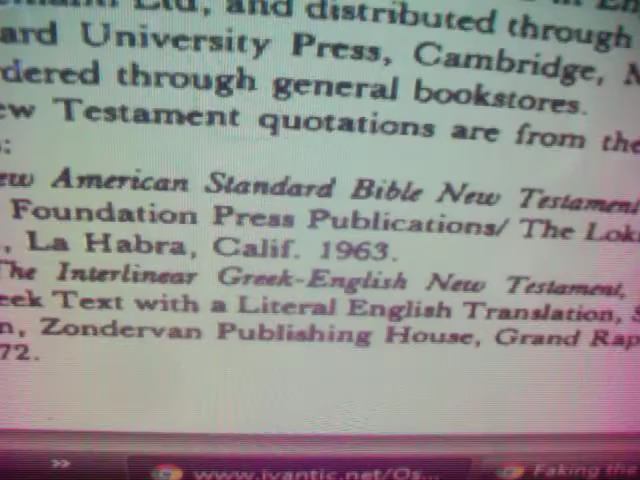 Ltd, and distributed through
ard University Press, Cambridge,
dered through general bookstores.
ew Testament quotations are from the
s:
ew American Standard Bible New Testament
Foundation Press Publications/ The Lok
., La Habra, Calif. 1963.
The Interlinear Greek-English New Testament,
eek Text with a Literal English Translation, S
n, Zondervan Publishing House, Grand Rap
72.
»
www.ivantic.net/Os...
Faking the